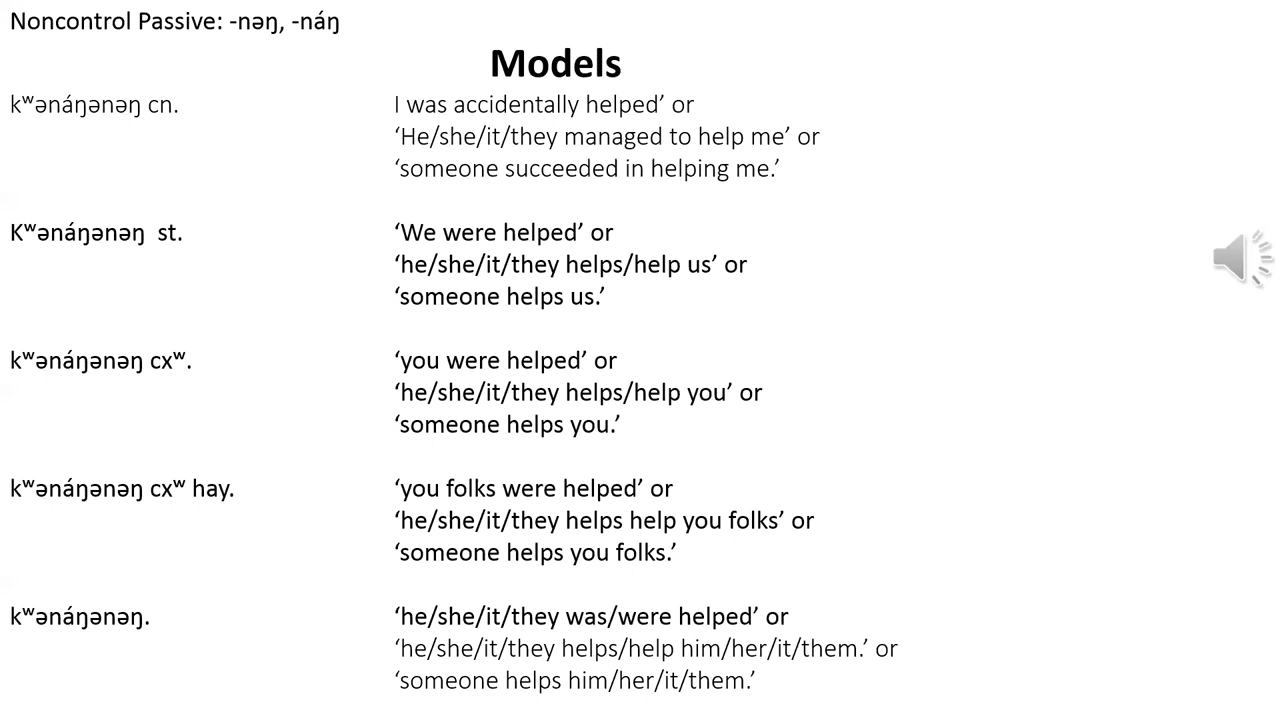 Noncontrol Passive: -nəŋ, -náŋ
Models
kʷənáŋənəŋ cn. I was accidentally helped’ or
‘He/she/it/they managed to help me’ or
‘someone succeeded in helping me.’
Kʷənáŋənəŋ  st. ‘We were helped’ or
‘he/she/it/they helps/help us’ or
‘someone helps us.’
kʷənáŋənəŋ cxʷ. ‘you were helped’ or
‘he/she/it/they helps/help you’ or
‘someone helps you.’
kʷənáŋənəŋ cxʷ hay. ‘you folks were helped’ or
‘he/she/it/they helps help you folks’ or
‘someone helps you folks.’
kʷənáŋənəŋ. ‘he/she/it/they was/were helped’ or
‘he/she/it/they helps/help him/her/it/them.’ or
‘someone helps him/her/it/them.’